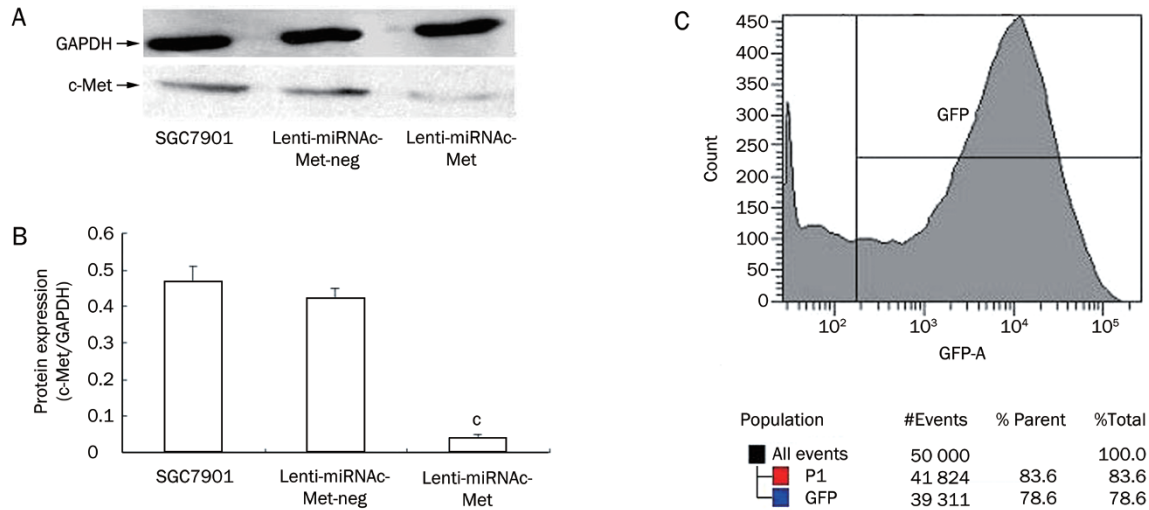 A
GAPDH
c-Met
SGC7901
Lenti-miRNAc-
Met-neg
Lenti-miRNAc-
Met
B
Protein expression
(c-Met/GAPDH)
0.6
0.5
0.4
0.3
0.2
0.1
0
c
SGC7901
Lenti-miRNAc-
Met-neg
Lenti-miRNAc-
Met
C
Count
450
400
350
300
250
200
150
100
50
0
GFP
10²
10³
10⁴
10⁵
GFP-A
Population #Events % Parent %Total
All events 50 000 100.0
P1 41 824 83.6 83.6
GFP 39 311 78.6 78.6